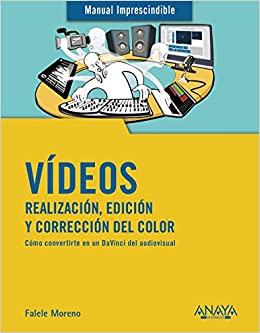 Manual Imprescindible
VÍDEOS
REALIZACIÓN, EDICIÓN
Y CORRECCIÓN DEL COLOR
Cómo convertirte en un DaVinci del audiovisual
Falele Moreno
ANAYA